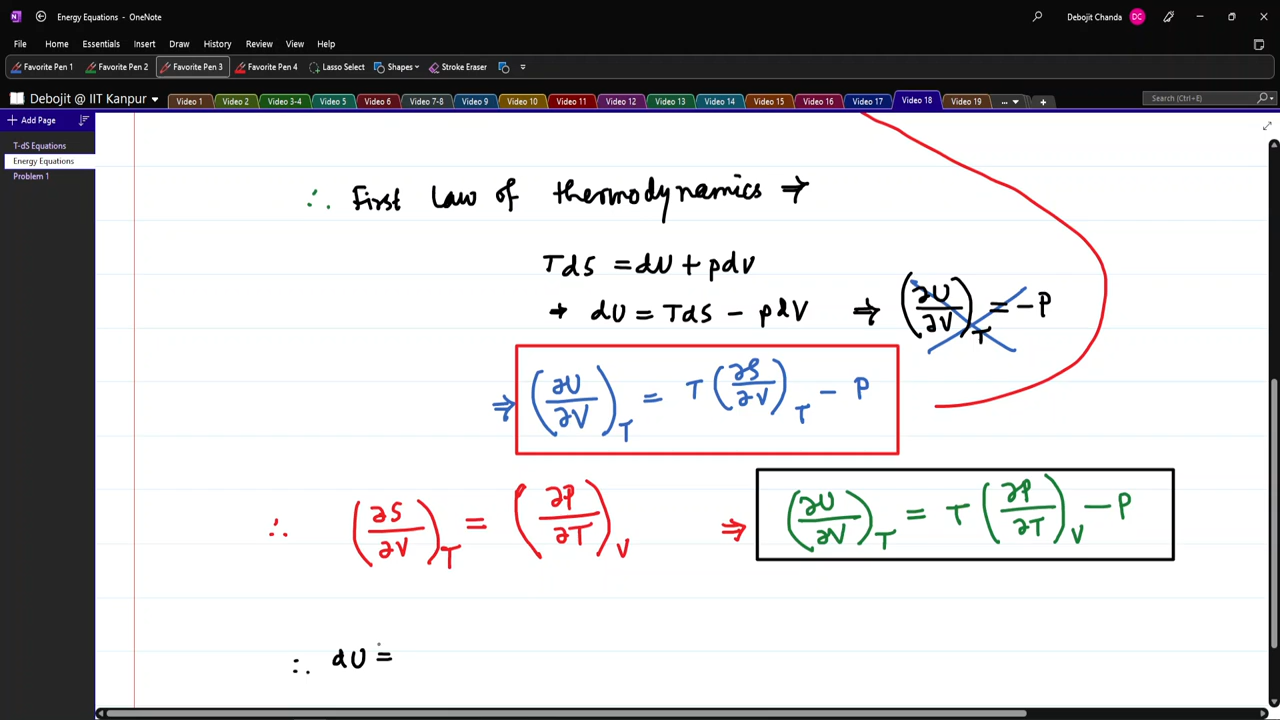 Energy Equations - OneNote
Debojit Chanda DC
File Home Essentials Insert Draw History Review View Help
Favorite Pen 1 Favorite Pen 2 Favorite Pen 3 Favorite Pen 4 Lasso Select Shapes Stroke Eraser
Debojit @ IIT Kanpur Video 1 Video 2 Video 3-4 Video 5 Video 6 Video 7-8 Video 9 Video 10 Video 11 Video 12 Video 13 Video 14 Video 15 Video 16 Video 17 Video 18 Video 19 ... Search (Ctrl+E)
Add Page
T-dS Equations
Energy Equations
Problem 1
∴ First Law of thermodynamics ⇒
TdS = dU + pdV
→ dU = TdS - pdV ⇒ (∂U/∂V)_T = -P
⇒ (∂U/∂V)_T = T(∂S/∂V)_T - P
∴ (∂S/∂V)_T = (∂P/∂T)_V ⇒ (∂U/∂V)_T = T(∂P/∂T)_V - P
∴ dU =